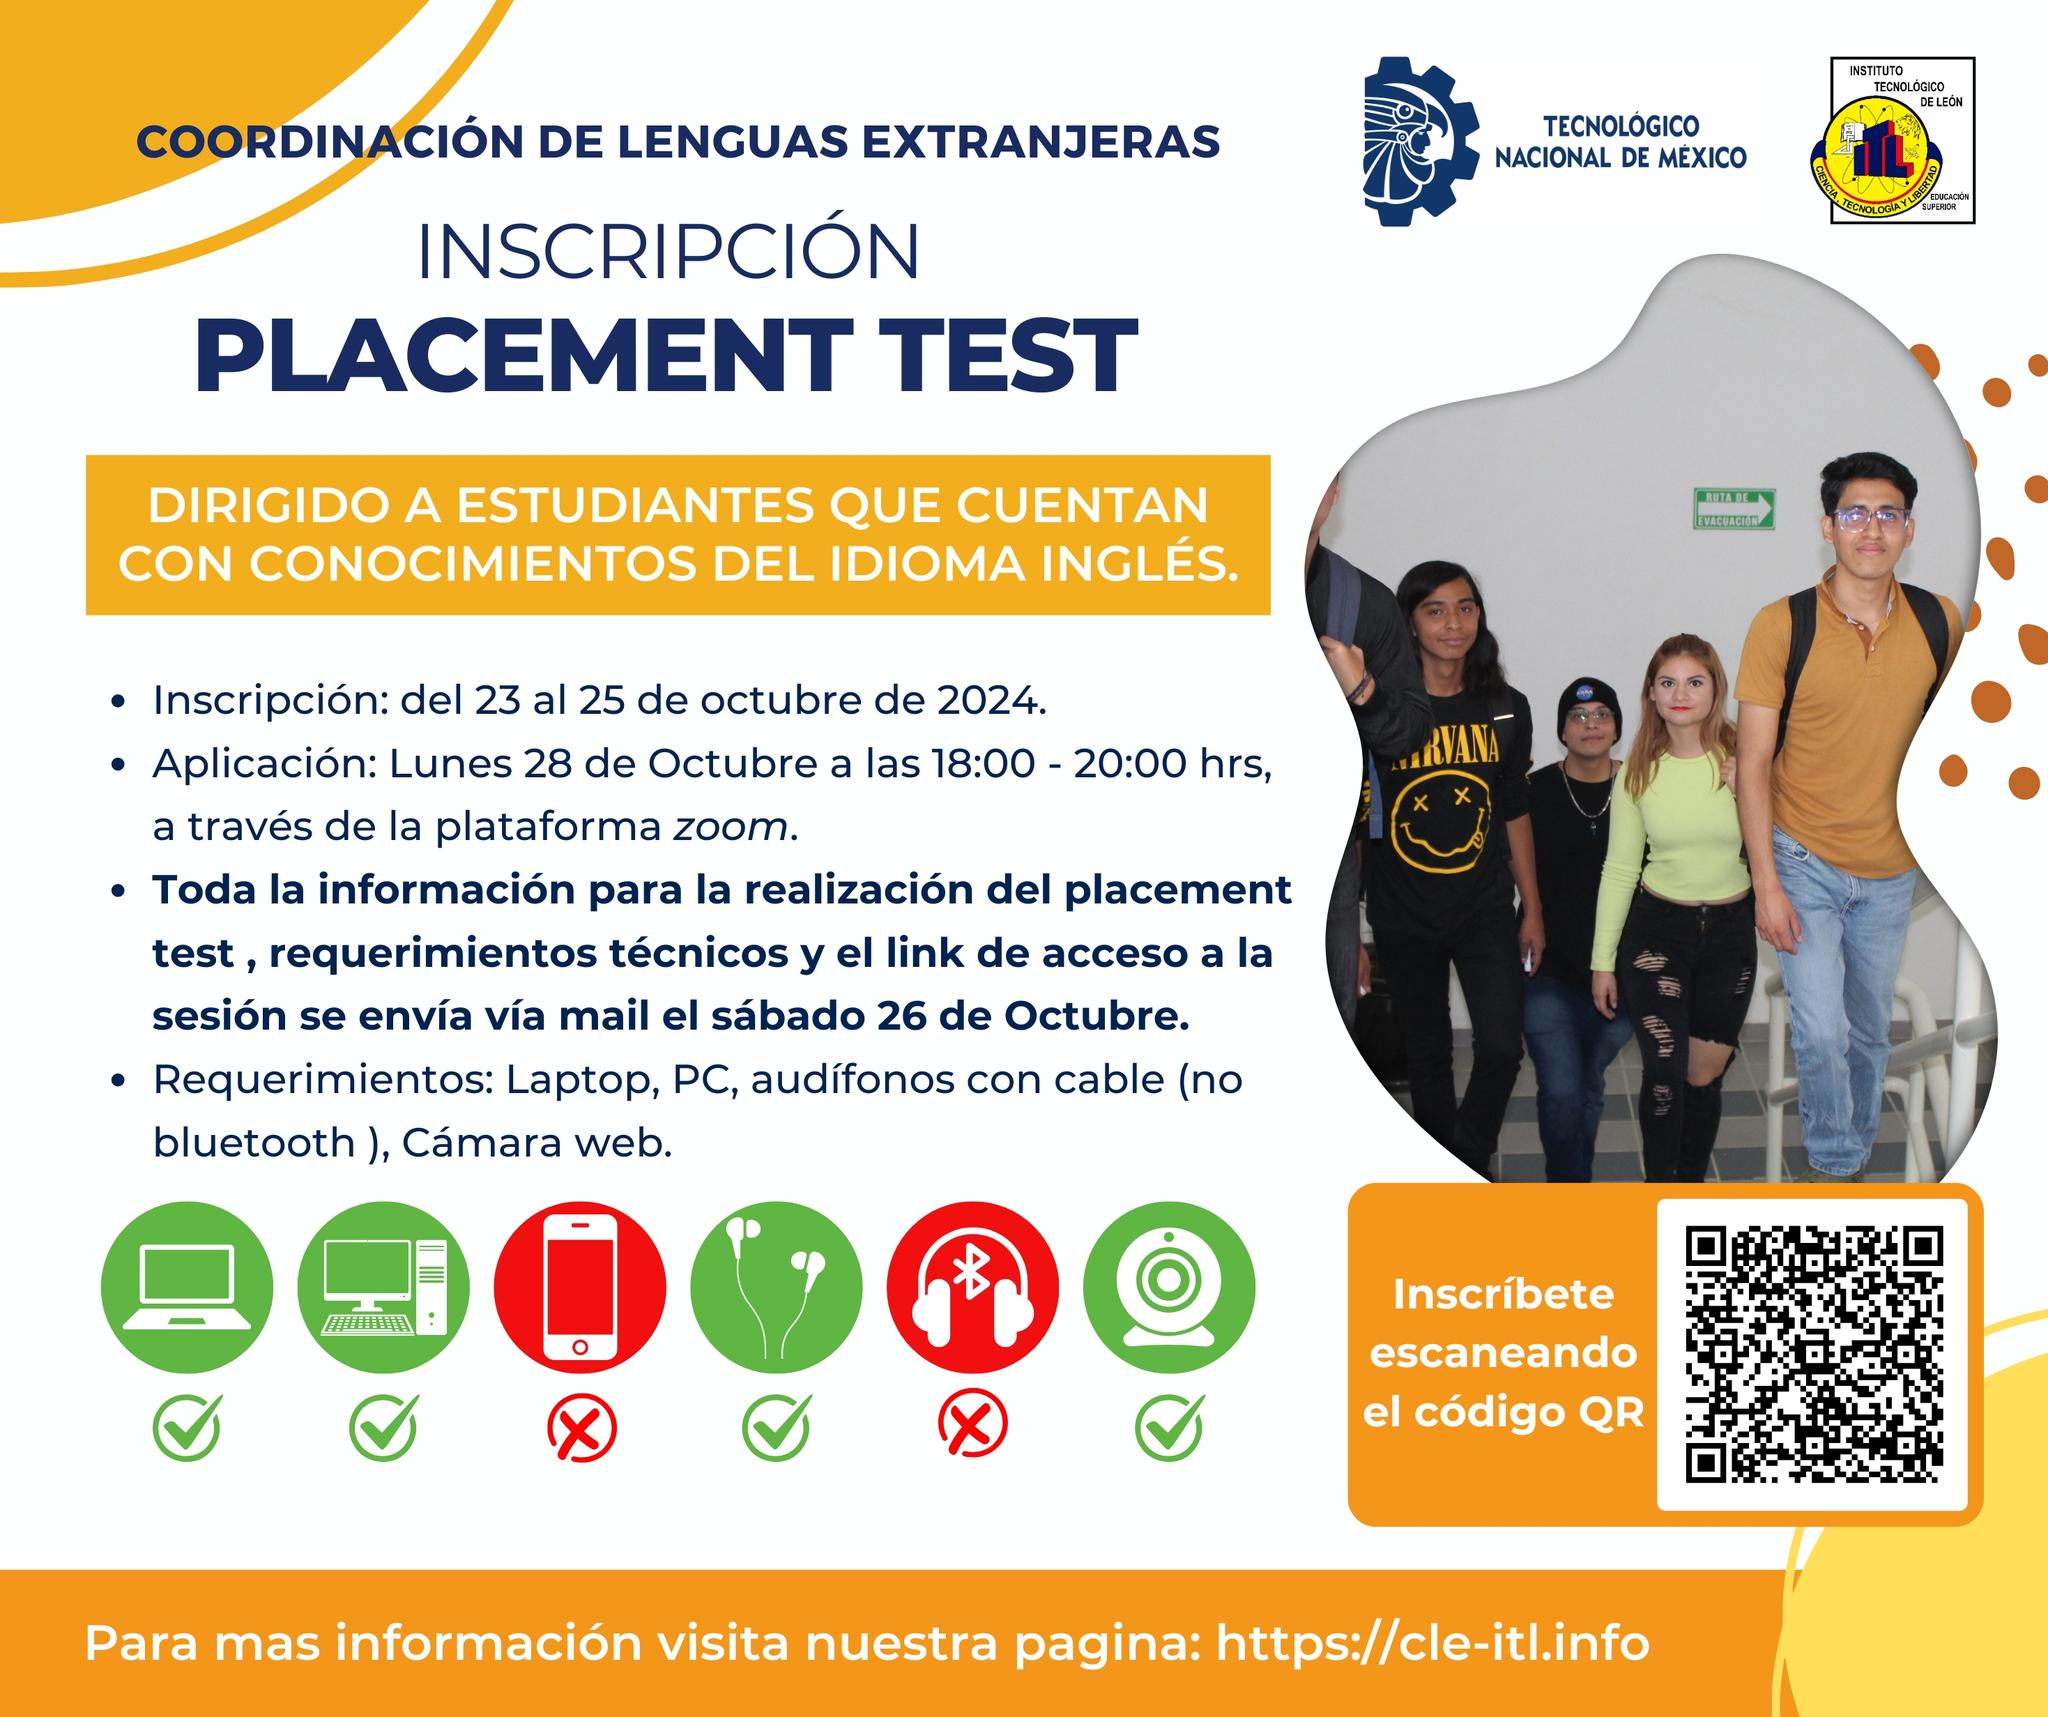 COORDINACIÓN DE LENGUAS EXTRANJERAS
INSCRIPCIÓN
PLACEMENT TEST
TECNOLÓGICO
NACIONAL DE MÉXICO
INSTITUTO
TECNOLÓGICO
DE LEÓN
CIENCIA, TECNOLOGÍA Y LIBERTAD
EDUCACIÓN
SUPERIOR
DIRIGIDO A ESTUDIANTES QUE CUENTAN
CON CONOCIMIENTOS DEL IDIOMA INGLÉS.
Inscripción: del 23 al 25 de octubre de 2024.
Aplicación: Lunes 28 de Octubre a las 18:00 - 20:00 hrs,
a través de la plataforma zoom.
Toda la información para la realización del placement
test , requerimientos técnicos y el link de acceso a la
sesión se envía vía mail el sábado 26 de Octubre.
Requerimientos: Laptop, PC, audífonos con cable (no
bluetooth ), Cámara web.
RUTA DE
EVACUACIÓN
NIRVANA
Inscríbete
escaneando
el código QR
Para mas información visita nuestra pagina: https://cle-itl.info